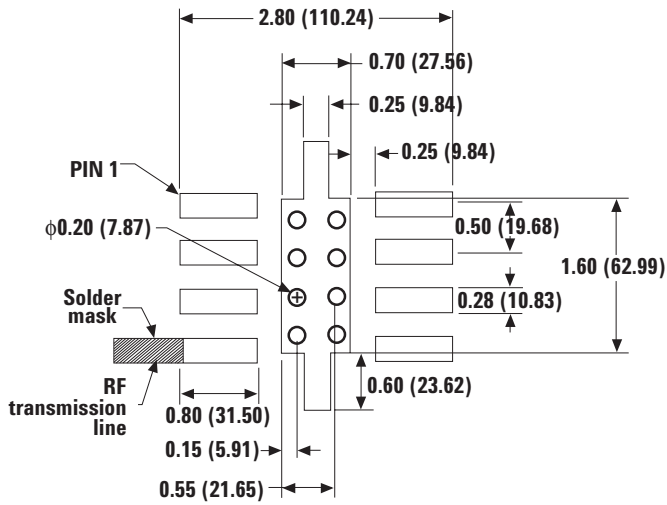 2.80 (110.24)
0.70 (27.56)
0.25 (9.84)
0.25 (9.84)
PIN 1
ϕ0.20 (7.87)
0.50 (19.68)
1.60 (62.99)
Solder
mask
0.28 (10.83)
RF
transmission
line
0.60 (23.62)
0.80 (31.50)
0.15 (5.91)
0.55 (21.65)